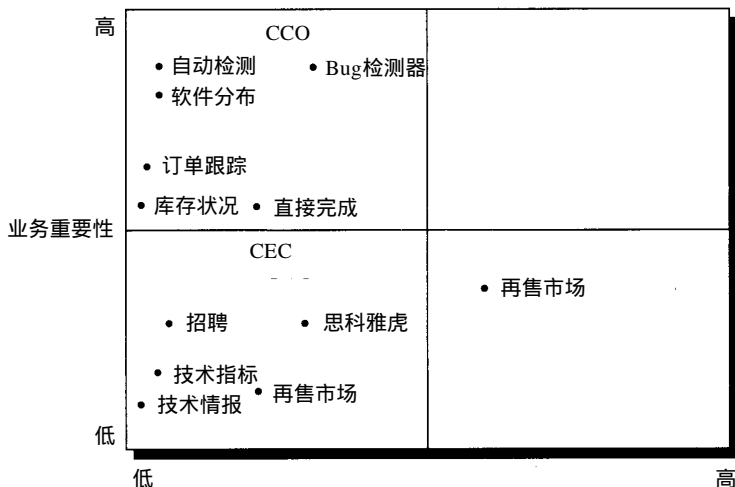 高
CCO
自动检测
Bug检测器
软件分布
订单跟踪
库存状况
直接完成
业务重要性
CEC
再售市场
招聘
思科雅虎
技术指标
再售市场
技术情报
低
低
高